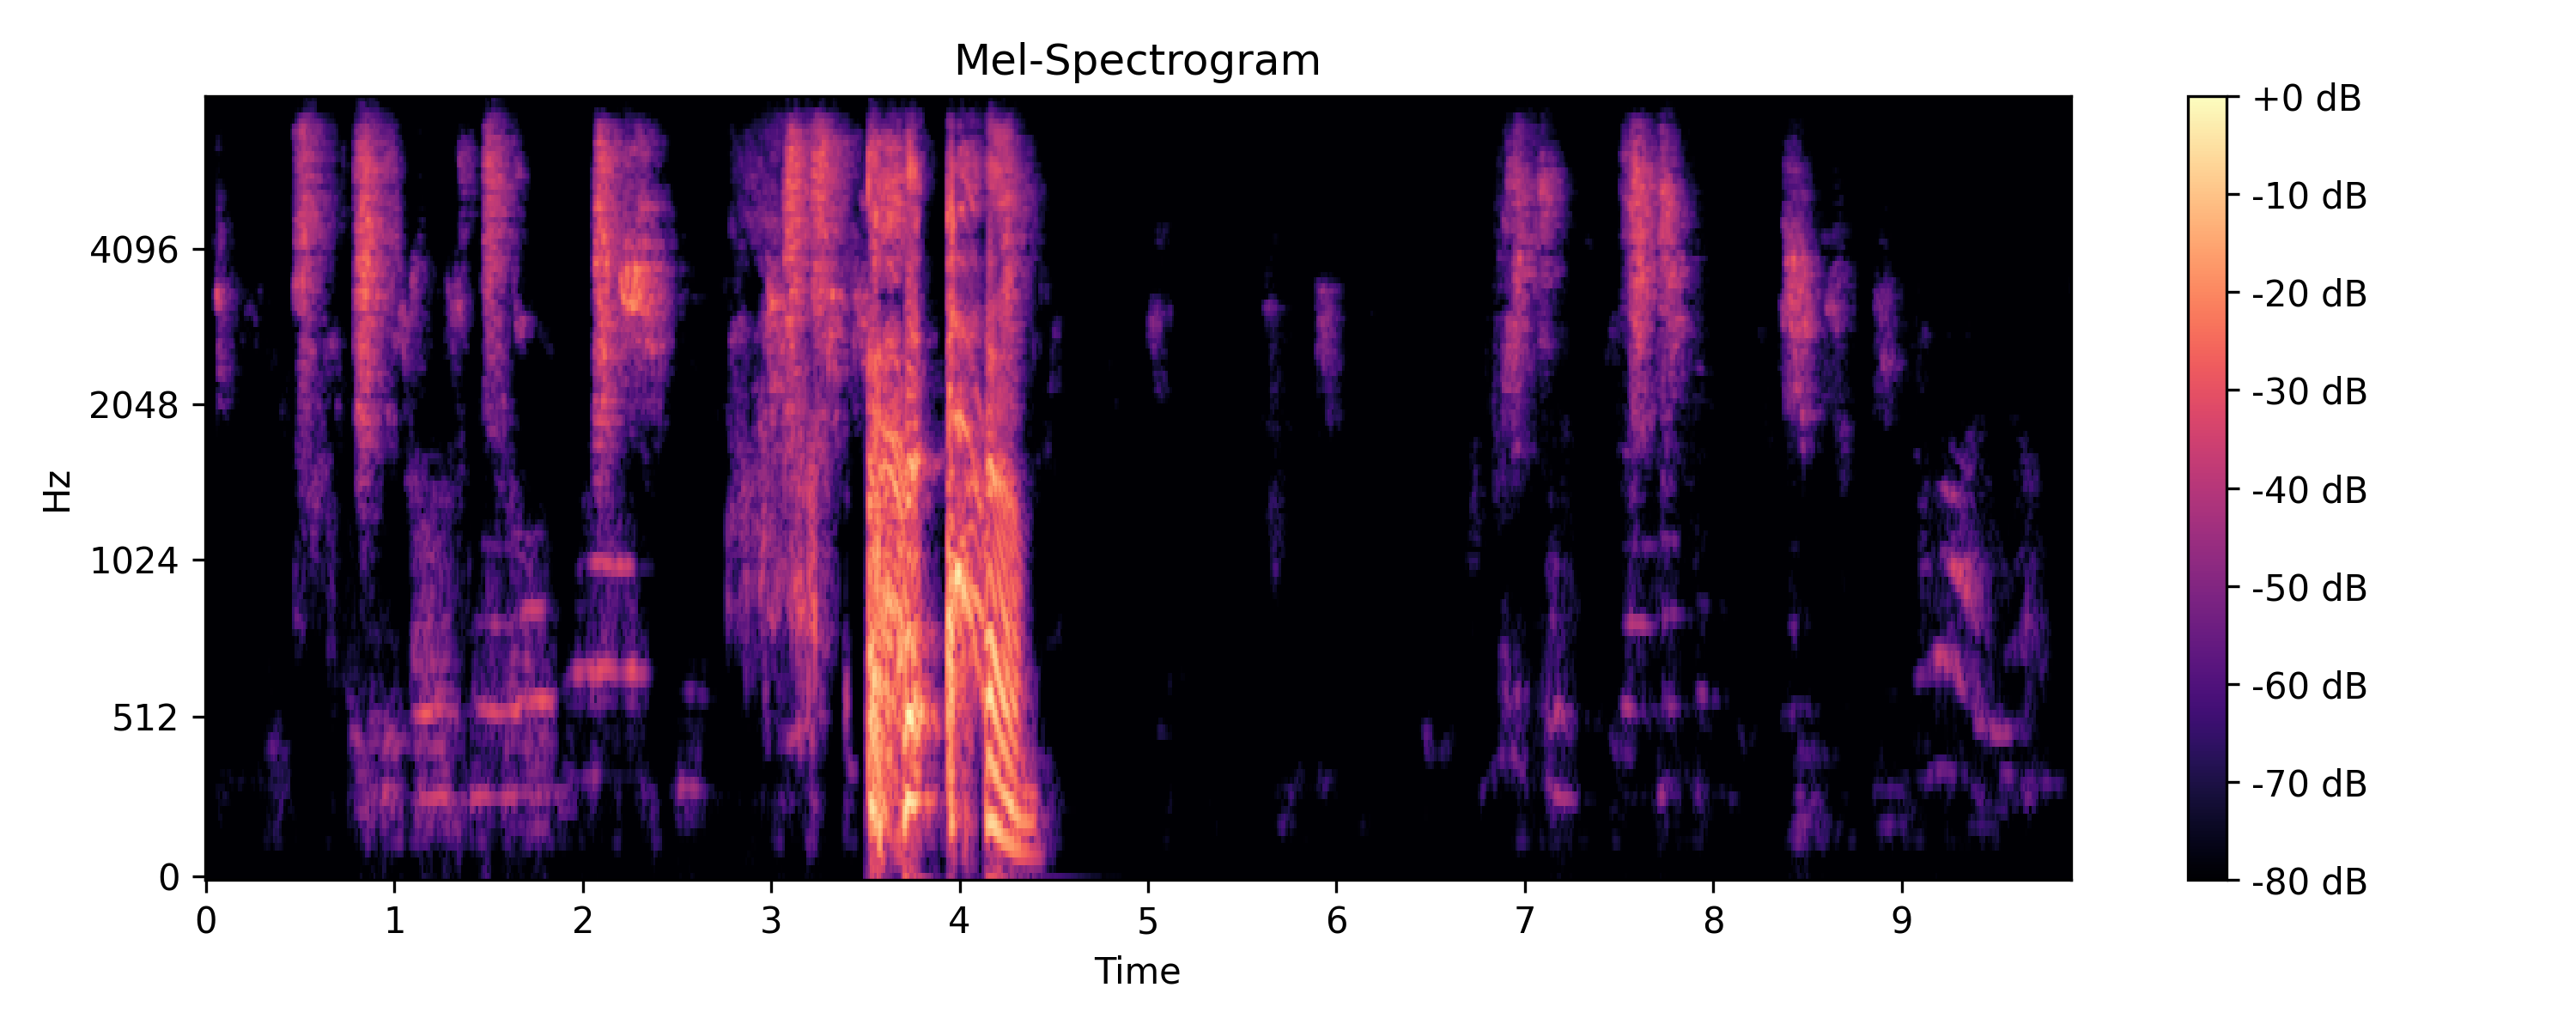 Mel-Spectrogram
+0 dB
-10 dB
-20 dB
-30 dB
-40 dB
-50 dB
-60 dB
-70 dB
-80 dB
Hz
4096
2048
1024
512
0
0 1 2 3 4 5 6 7 8 9
Time